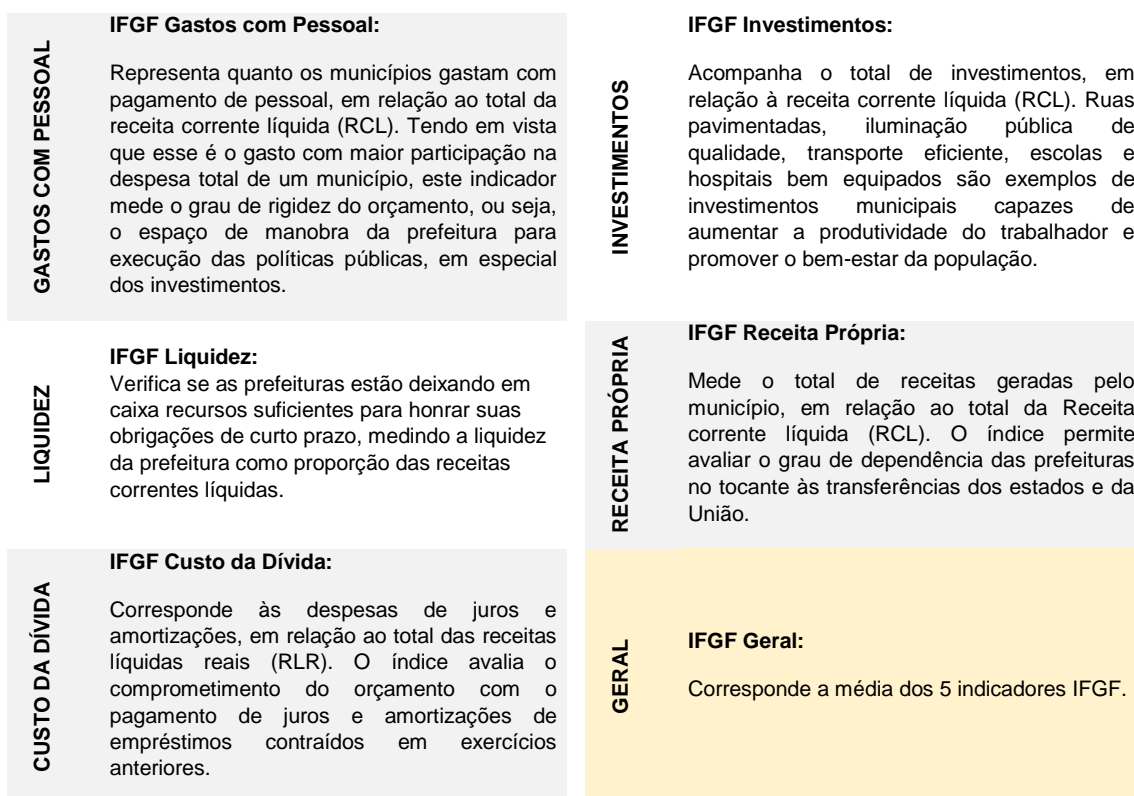 GASTOS COM PESSOAL
IFGF Gastos com Pessoal:
Representa quanto os municípios gastam com
pagamento de pessoal, em relação ao total da
receita corrente líquida (RCL). Tendo em vista
que esse é o gasto com maior participação na
despesa total de um município, este indicador
mede o grau de rigidez do orçamento, ou seja,
o espaço de manobra da prefeitura para
execução das políticas públicas, em especial
dos investimentos.
INVESTIMENTOS
IFGF Investimentos:
Acompanha o total de investimentos, em
relação à receita corrente líquida (RCL). Ruas
pavimentadas, iluminação pública de
qualidade, transporte eficiente, escolas e
hospitais bem equipados são exemplos de
investimentos municipais capazes de
aumentar a produtividade do trabalhador e
promover o bem-estar da população.
LIQUIDEZ
IFGF Liquidez:
Verifica se as prefeituras estão deixando em
caixa recursos suficientes para honrar suas
obrigações de curto prazo, medindo a liquidez
da prefeitura como proporção das receitas
correntes líquidas.
RECEITA PRÓPRIA
IFGF Receita Própria:
Mede o total de receitas geradas pelo
município, em relação ao total da Receita
corrente líquida (RCL). O índice permite
avaliar o grau de dependência das prefeituras
no tocante às transferências dos estados e da
União.
CUSTO DA DÍVIDA
IFGF Custo da Dívida:
Corresponde às despesas de juros e
amortizações, em relação ao total das receitas
líquidas reais (RLR). O índice avalia o
comprometimento do orçamento com o
pagamento de juros e amortizações de
empréstimos contraídos em exercícios
anteriores.
GERAL
IFGF Geral:
Corresponde a média dos 5 indicadores IFGF.